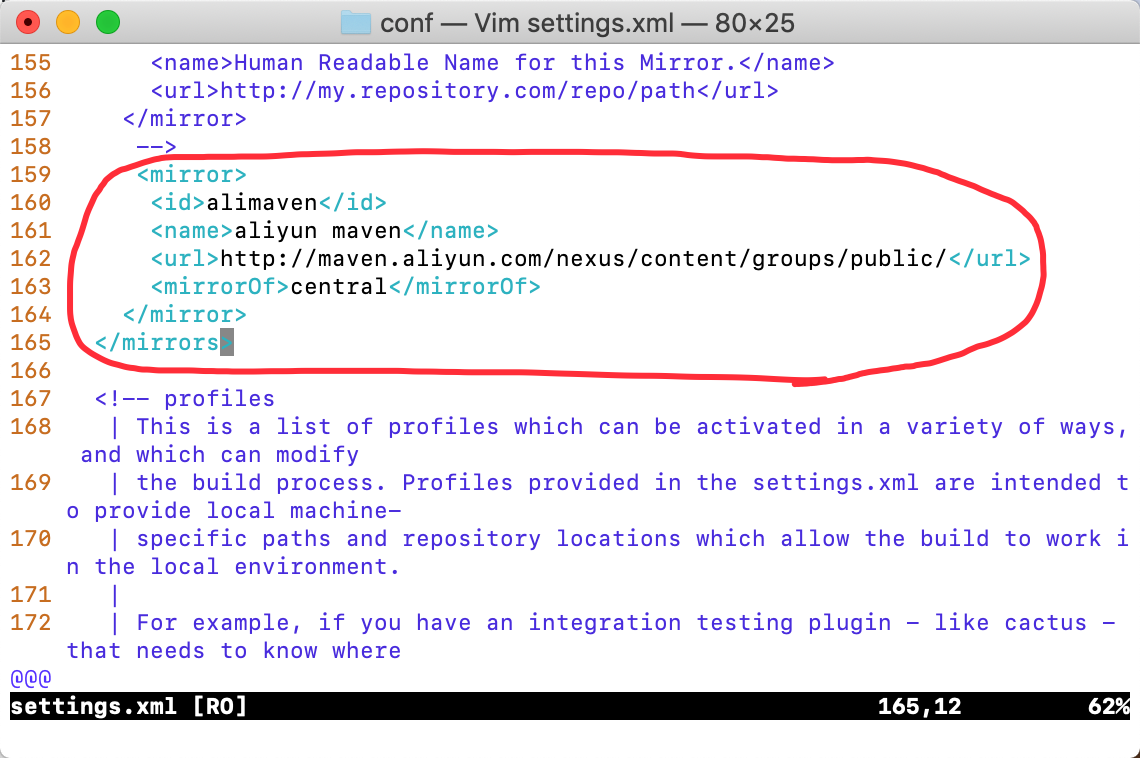 conf — Vim settings.xml — 80×25
155       <name>Human Readable Name for this Mirror.</name>
156       <url>http://my.repository.com/repo/path</url>
157     </mirror>
158      -->
159      <mirror>
160       <id>alimaven</id>
161       <name>aliyun maven</name>
162       <url>http://maven.aliyun.com/nexus/content/groups/public/</url>
163       <mirrorOf>central</mirrorOf>
164     </mirror>
165   </mirrors>
166
167   <!-- profiles
168    | This is a list of profiles which can be activated in a variety of ways,
 and which can modify
169    | the build process. Profiles provided in the settings.xml are intended t
o provide local machine-
170    | specific paths and repository locations which allow the build to work i
n the local environment.
171    |
172    | For example, if you have an integration testing plugin - like cactus -
that needs to know where
@@@
settings.xml [RO] 165,12 62%